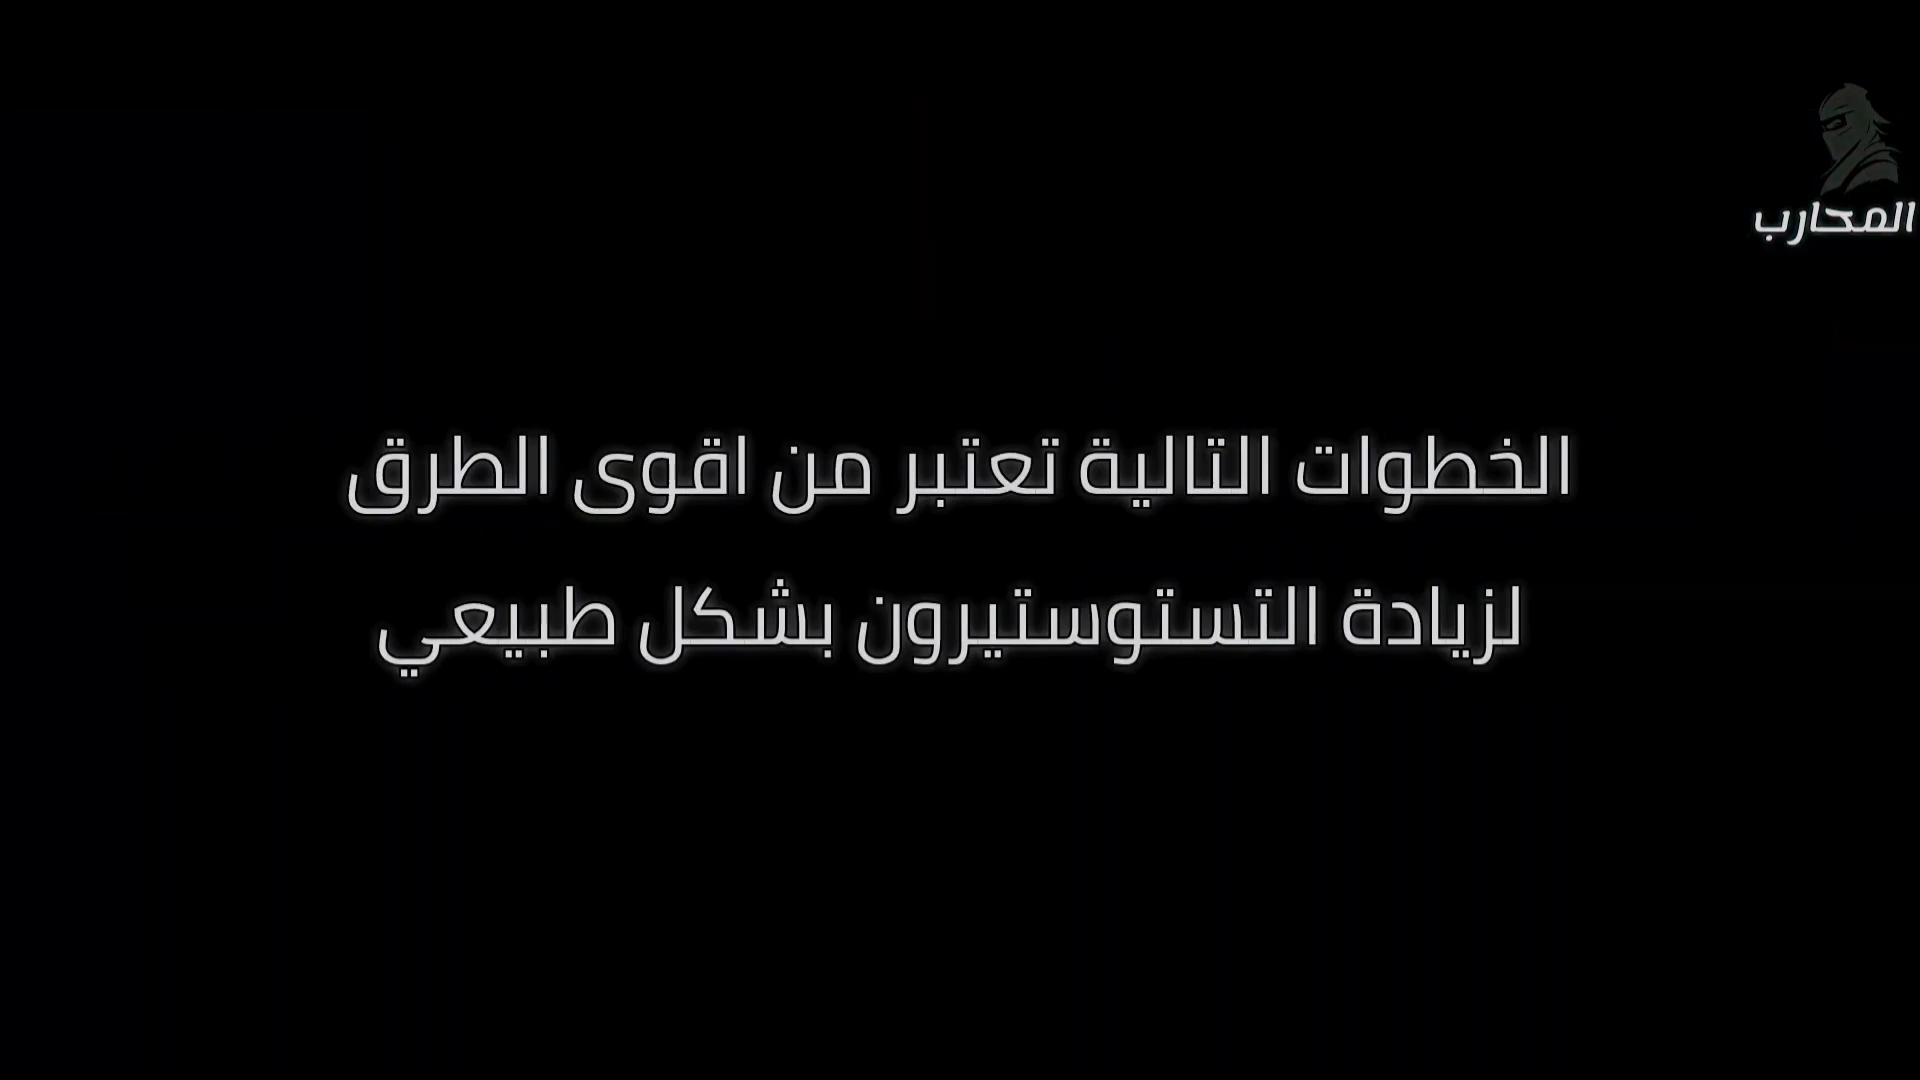 المحارب
الخطوات التالية تعتبر من اقوى الطرق
لزيادة التستوستيرون بشكل طبيعي